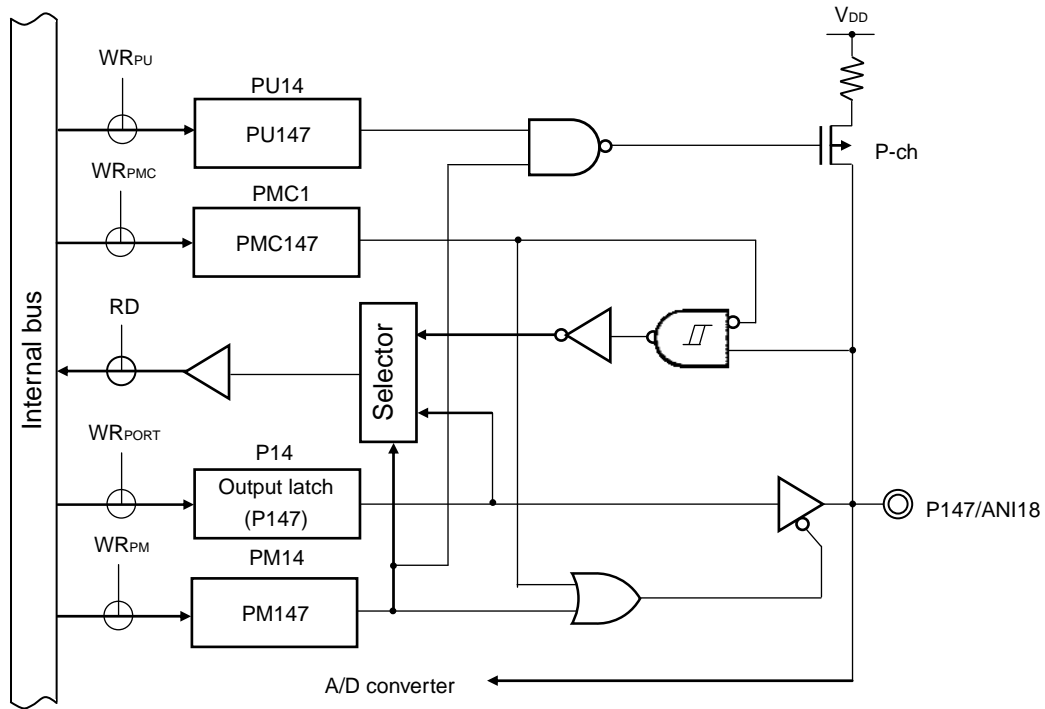 VDD
WRPU
PU14
PU147
P-ch
WRPMC
PMC1
PMC147
RD
Selector
Internal bus
WRPORT
P14
Output latch
(P147)
P147/ANI18
WRPM
PM14
PM147
A/D converter